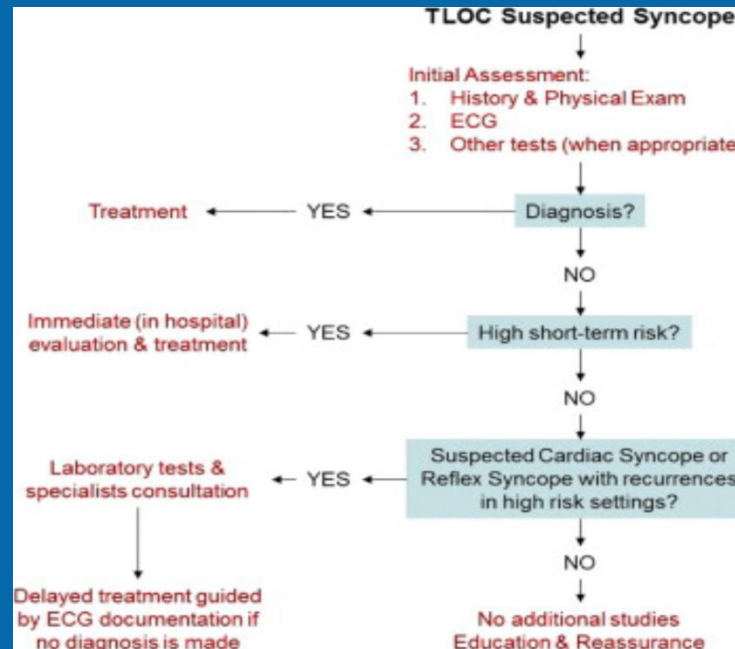 TLOC Suspected Syncope
Initial Assessment:
1. History & Physical Exam
2. ECG
3. Other tests (when appropriate
Treatment
YES
Diagnosis?
NO
Immediate (in hospital)
evaluation & treatment
YES
High short-term risk?
NO
Laboratory tests &
specialists consultation
YES
Suspected Cardiac Syncope or
Reflex Syncope with recurrences
in high risk settings?
NO
Delayed treatment guided
by ECG documentation if
no diagnosis is made
No additional studies
Education & Reassurance